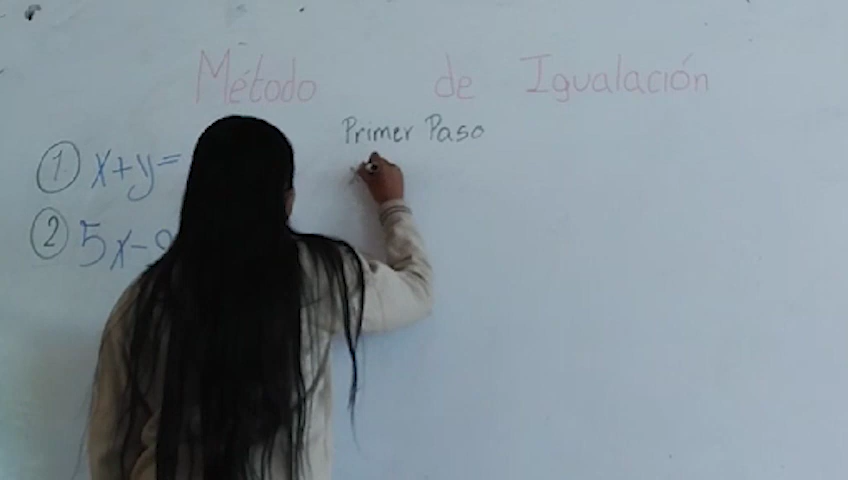 Método de Igualación
Primer Paso
① x+y=
② 5x-